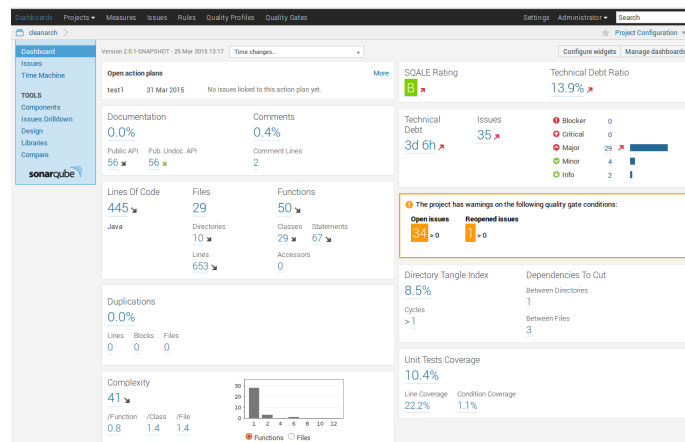 Dashboards Projects Measures Issues Rules Quality Profiles Quality Gates Settings Administrator Search
cleanarch Project Configuration
Dashboard
Issues
Time Machine
TOOLS
Components
Issues Drilldown
Design
Libraries
Compare
sonarqube
Version 2.0.1-SNAPSHOT - 25 Mar 2015 13:17 Time changes... Configure widgets Manage dashboards
Open action plans More
test1 31 Mar 2015 No issues linked to this action plan yet.
Documentation Comments
0.0% 0.4%
Public API Pub. Undoc. API Comment Lines
56 56 2
Lines Of Code Files Functions
445 29 50
Java Directories Classes Statements
10 29 67
Lines Accessors
653 0
Duplications
0.0%
Lines Blocks Files
0 0 0
Complexity
41
/Function /Class /File
0.8 1.4 1.4
30
20
10
0
1 2 4 6 8 10 12
Functions Files
SQALE Rating Technical Debt Ratio
B 13.9%
Technical Debt Issues
3d 6h 35
Blocker 0
Critical 0
Major 29
Minor 4
Info 2
The project has warnings on the following quality gate conditions:
Open issues Reopened issues
34 > 0 1 > 0
Directory Tangle Index Dependencies To Cut
8.5% Between Directories
1
Cycles Between Files
> 1 3
Unit Tests Coverage
10.4%
Line Coverage Condition Coverage
22.2% 1.1%